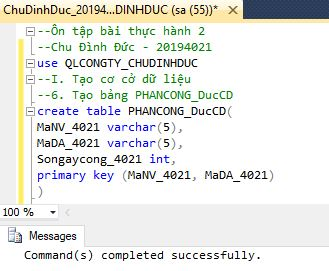 ChuDinhDuc_20194...DINHDUC (sa (55))*
--Ôn tập bài thực hành 2
--Chu Đình Đức - 20194021
use QLCONGTY_CHUDINHDUC
--I. Tạo cơ cở dữ liệu
--6. Tạo bảng PHANCONG_DucCD
create table PHANCONG_DucCD(
MaNV_4021 varchar(5),
MaDA_4021 varchar(5),
Songaycong_4021 int,
primary key (MaNV_4021, MaDA_4021)
)
100 %
Messages
Command(s) completed successfully.